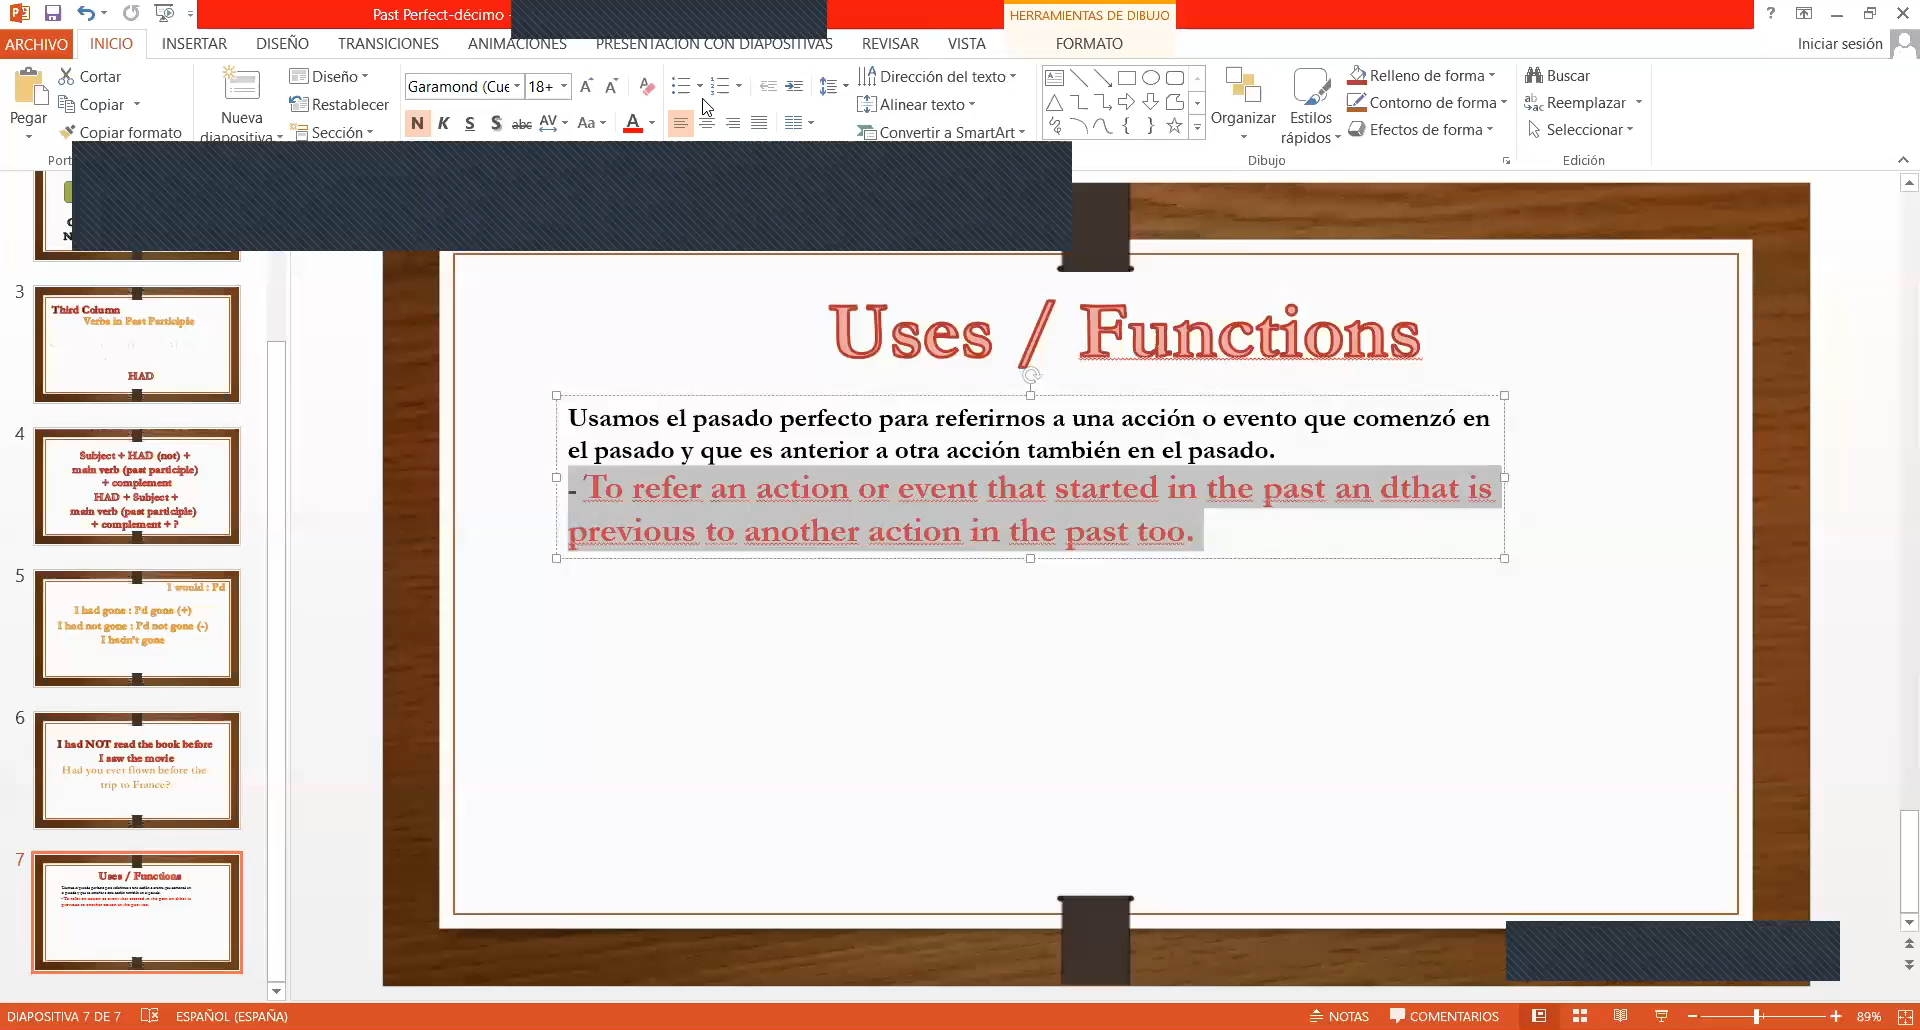 Past Perfect-décimo -
HERRAMIENTAS DE DIBUJO
?
ARCHIVO INICIO INSERTAR DISEÑO TRANSICIONES ANIMACIONES PRESENTACIÓN CON DIAPOSITIVAS REVISAR VISTA FORMATO Iniciar sesión
Pegar
Cortar
Copiar
Copiar formato
Nueva
diapositiva
Diseño
Restablecer
Sección
Garamond (Cue 18+
N K S S abc AV Aa A
Dirección del texto
Alinear texto
Convertir a SmartArt
Organizar
Estilos
rápidos
Relleno de forma
Contorno de forma
Efectos de forma
Dibujo
Buscar
Reemplazar
Seleccionar
Edición
3
Third Column
Verbs in Past Participle
HAD
4
Subject + HAD (not) +
main verb (past participle)
+ complement
HAD + Subject +
main verb (past participle)
+ complement + ?
5
I would : I'd
I had gone : I'd gone (+)
I had not gone : I'd not gone (-)
I hadn't gone
6
I had NOT read the book before
I saw the movie
Had you ever flown before the
trip to France?
7
Uses / Functions
Uses / Functions
Usamos el pasado perfecto para referirnos a una acción o evento que comenzó en
el pasado y que es anterior a otra acción también en el pasado.
- To refer an action or event that started in the past an dthat is
previous to another action in the past too.
DIAPOSITIVA 7 DE 7 ESPAÑOL (ESPAÑA) NOTAS COMENTARIOS 89%